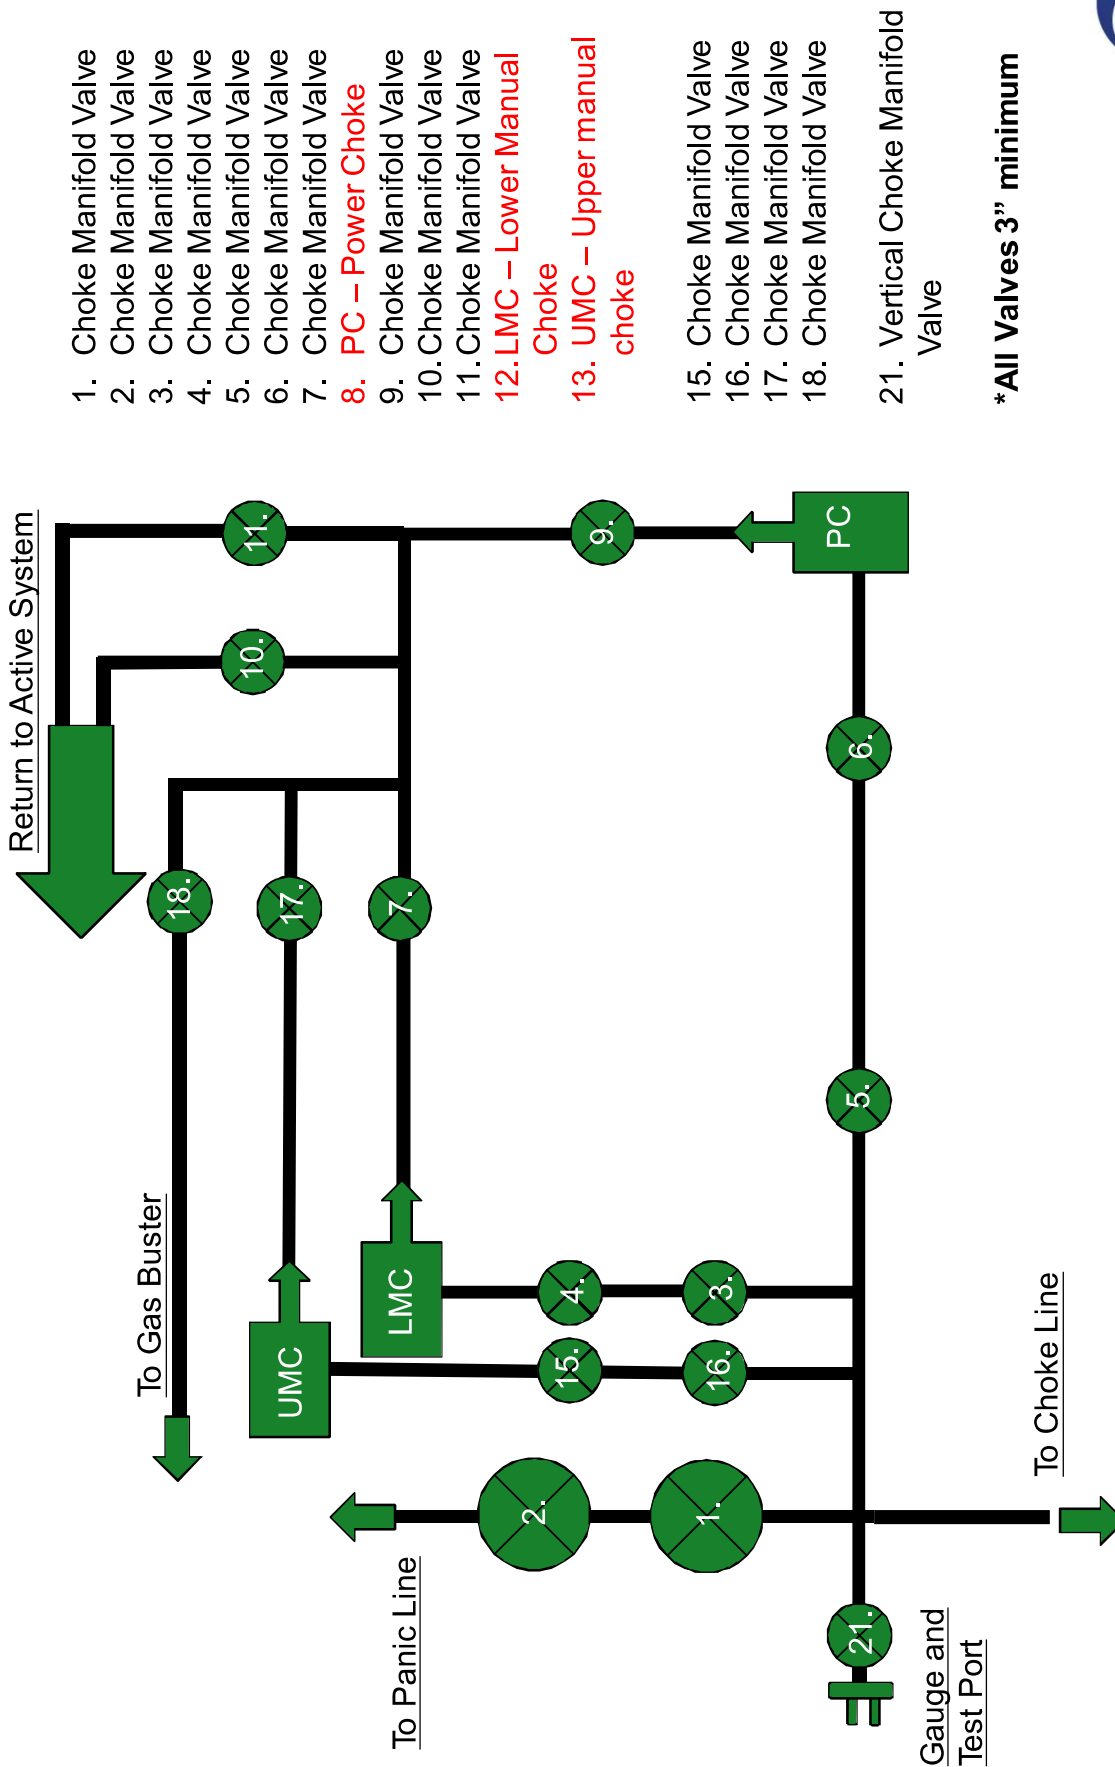 Return to Active System
To Gas Buster
18.
11.
10.
UMC
17.
LMC
7.
To Panic Line
2.
15.
4.
9.
1.
16.
3.
21.
5.
6.
PC
Gauge and
Test Port
To Choke Line
1. Choke Manifold Valve
2. Choke Manifold Valve
3. Choke Manifold Valve
4. Choke Manifold Valve
5. Choke Manifold Valve
6. Choke Manifold Valve
7. Choke Manifold Valve
8. PC – Power Choke
9. Choke Manifold Valve
10. Choke Manifold Valve
11. Choke Manifold Valve
12. LMC – Lower Manual
Choke
13. UMC – Upper manual
choke
15. Choke Manifold Valve
16. Choke Manifold Valve
17. Choke Manifold Valve
18. Choke Manifold Valve
21. Vertical Choke Manifold
Valve
*All Valves 3” minimum